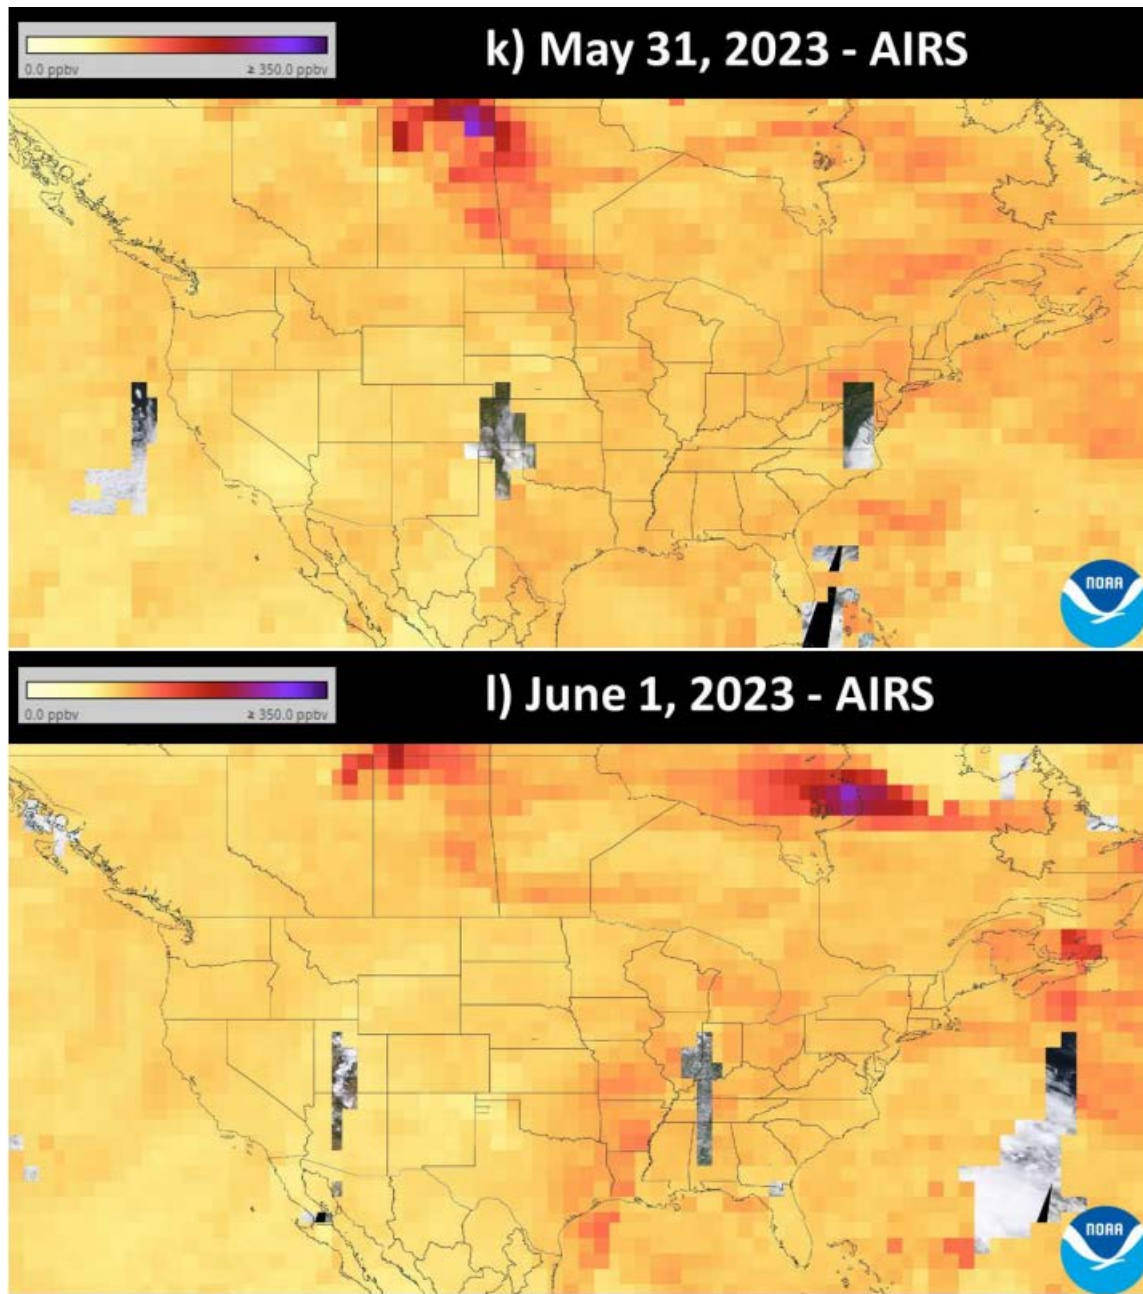 k) May 31, 2023 - AIRS
0.0 ppbv
≥ 350.0 ppbv
NOAA
l) June 1, 2023 - AIRS
0.0 ppbv
≥ 350.0 ppbv
NOAA